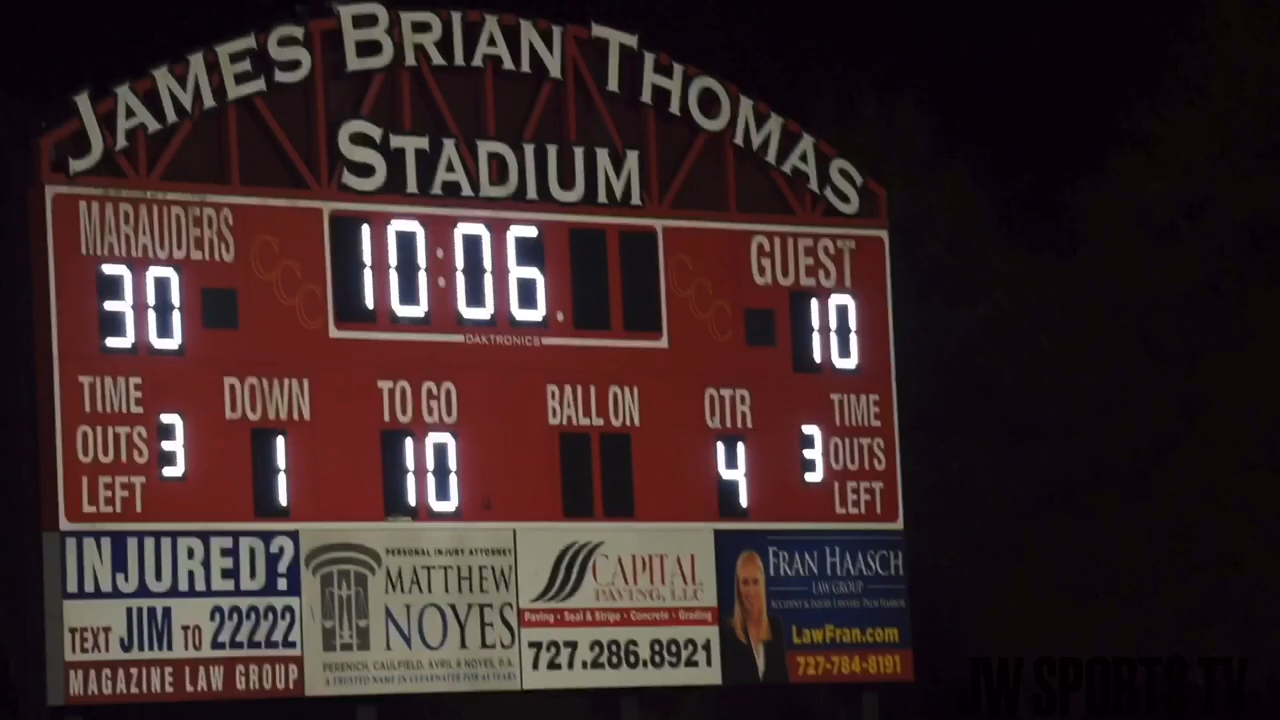 JAMES BRIAN THOMAS
STADIUM
MARAUDERS
30
CCC
10:06.
DAKTRONICS
CCC
GUEST
10
TIME
OUTS
LEFT
3
DOWN
1
TO GO
10
BALL ON
QTR
4
3
TIME
OUTS
LEFT
INJURED?
TEXT JIM TO 22222
MAGAZINE LAW GROUP
PERSONAL INJURY ATTORNEY
MATTHEW
NOYES
PERENICH, CAULFIELD, AVRIL & NOYES, P.A.
A TRUSTED NAME IN CLEARWATER FOR 65 YEARS
CAPITAL
PAVING, LLC
Paving • Seal & Stripe • Concrete • Grading
727.286.8921
FRAN HAASCH
LAW GROUP
ACCIDENT & INJURY LAWYERS PALM HARBOR
LawFran.com
727-784-8191
JW SPORTS.TV